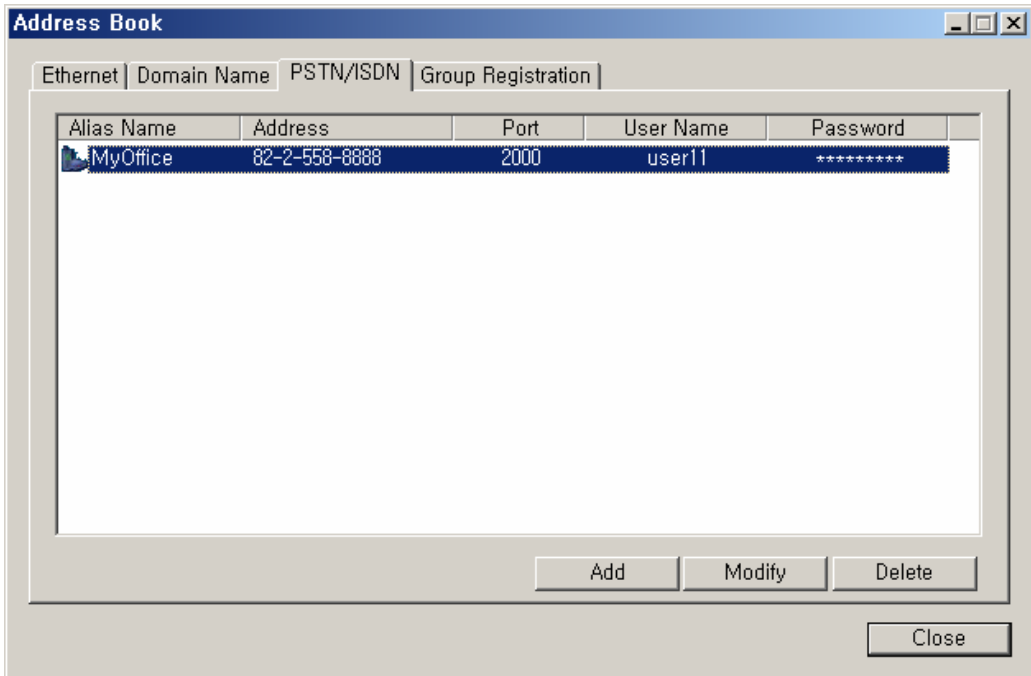 Address Book
Ethernet Domain Name PSTN/ISDN Group Registration
Alias Name Address Port User Name Password
MyOffice 82-2-558-8888 2000 user11 *********
Add Modify Delete
Close